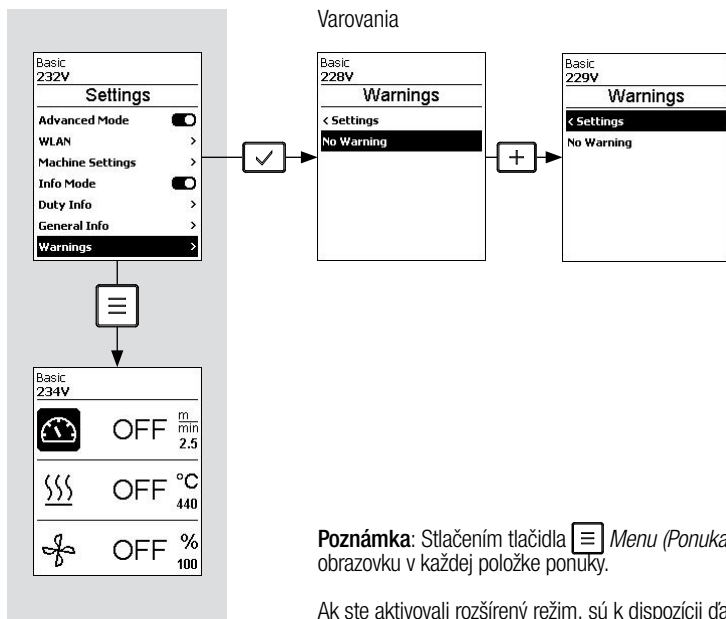 Varovania
Basic
232V
Settings
Advanced Mode
WLAN >
Machine Settings >
Info Mode
Duty Info >
General Info >
Warnings >
Basic
228V
Warnings
< Settings
No Warning
Basic
229V
Warnings
< Settings
No Warning
Basic
234V
OFF m/min 2.5
OFF °C 440
OFF % 100
Poznámka: Stlačením tlačidla Menu (Ponuka
obrazovku v každej položke ponuky.
Ak ste aktivovali rozšírený režim, sú k dispozícii ďa